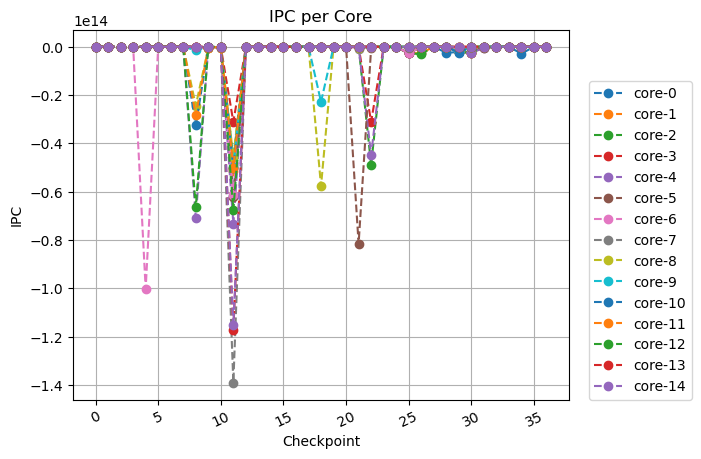 IPC per Core
1e14
0.0
−0.2
−0.4
−0.6
−0.8
−1.0
−1.2
−1.4
IPC
0 5 10 15 20 25 30 35
Checkpoint
core-0
core-1
core-2
core-3
core-4
core-5
core-6
core-7
core-8
core-9
core-10
core-11
core-12
core-13
core-14